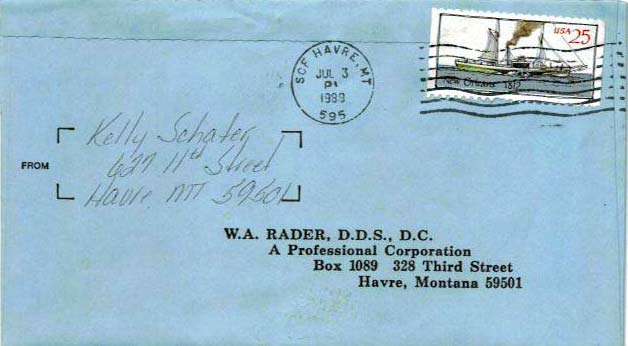 SCF HAVRE, MT
JUL 3
PM
1989
595
USA 25
New Orleans 1812
FROM
Kelly Schafer
627 11th Street
Havre MT 59501
W.A. RADER, D.D.S., D.C.
A Professional Corporation
Box 1089 328 Third Street
Havre, Montana 59501